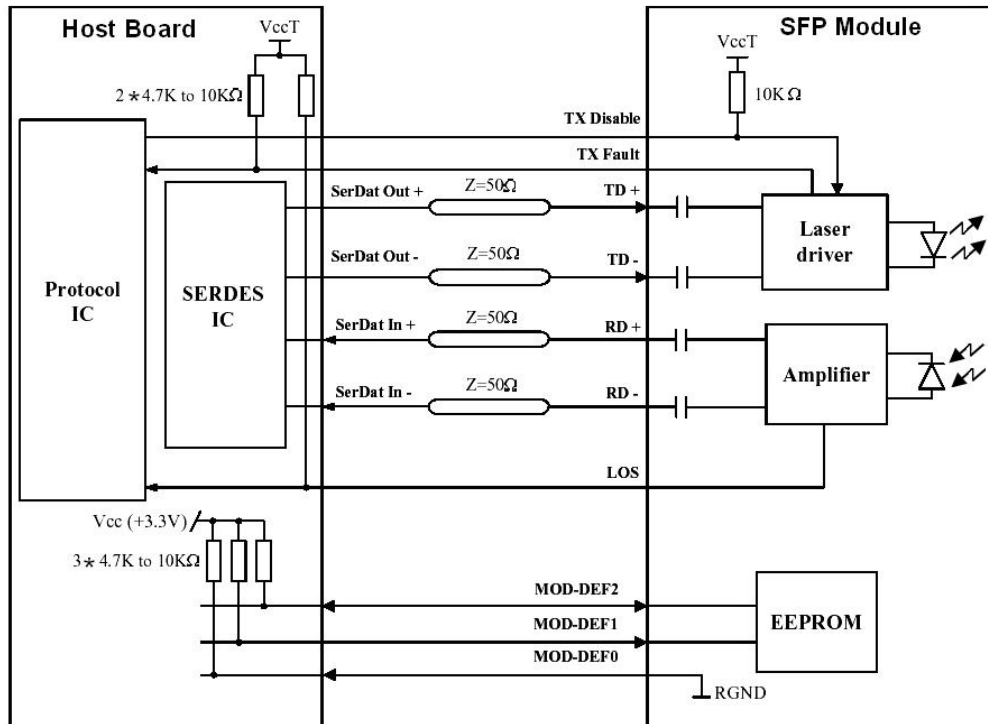 Host Board
SFP Module
VccT
VccT
2*4.7K to 10KΩ
10KΩ
TX Disable
TX Fault
SerDat Out +
Z=50Ω
TD +
SerDat Out -
Z=50Ω
TD -
Laser
driver
Protocol
IC
SERDES
IC
SerDat In +
Z=50Ω
RD +
SerDat In -
Z=50Ω
RD -
Amplifier
LOS
Vcc (+3.3V)
3*4.7K to 10KΩ
MOD-DEF2
MOD-DEF1
MOD-DEF0
EEPROM
RGND